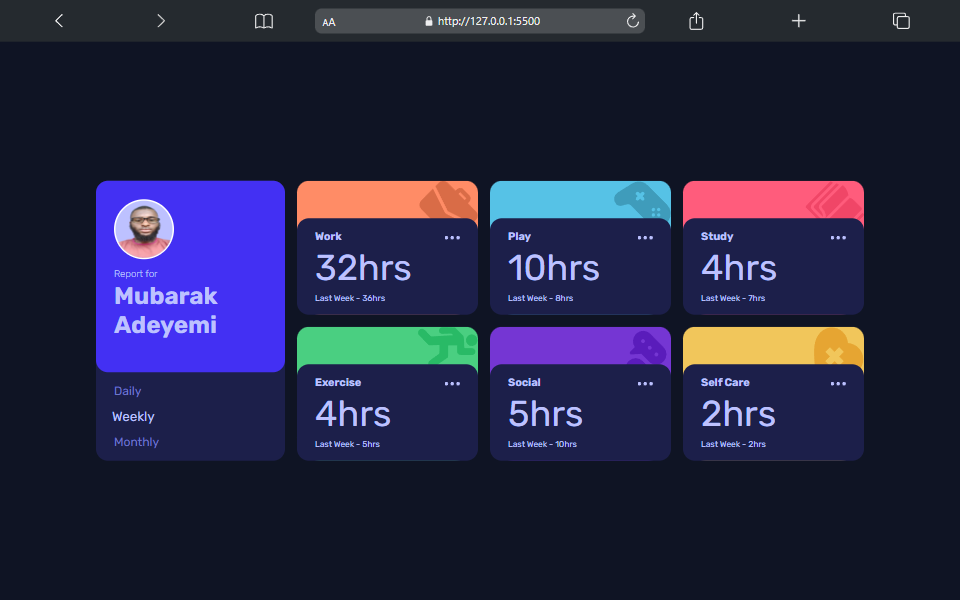 AA http://127.0.0.1:5500
Report for
Mubarak
Adeyemi
Daily
Weekly
Monthly
Work
32hrs
Last Week - 36hrs
Play
10hrs
Last Week - 8hrs
Study
4hrs
Last Week - 7hrs
Exercise
4hrs
Last Week - 5hrs
Social
5hrs
Last Week - 10hrs
Self Care
2hrs
Last Week - 2hrs